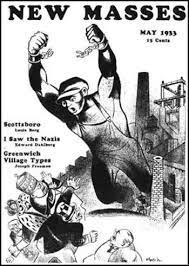 NEW MASSES
MAY 1933
15 Cents
Scottsboro
Louis Berg
I Saw the Nazis
Edward Dahlberg
Greenwich
Village Types
Joseph Freeman